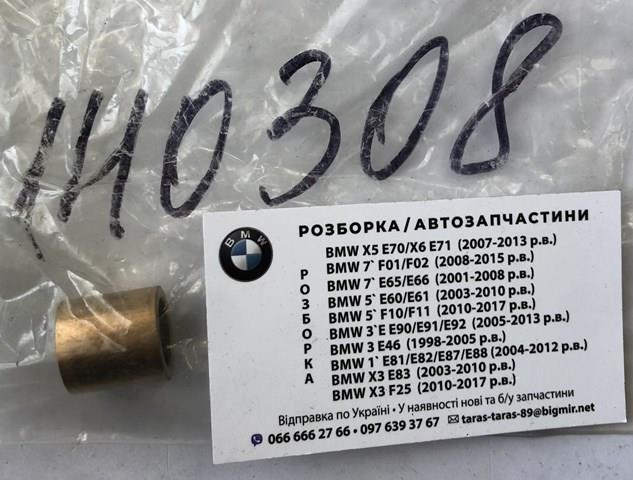 1110308
BMW
РОЗБОРКА/АВТОЗАПЧАСТИНИ
РОЗБОРКА
BMW X5 E70/X6 E71 (2007-2013 р.в.)
BMW 7` F01/F02 (2008-2015 р.в.)
BMW 7` E65/E66 (2001-2008 р.в.)
BMW 5` E60/E61 (2003-2010 р.в.)
BMW 5` F10/F11 (2010-2017 р.в.)
BMW 3`E E90/E91/E92 (2005-2013 р.в.)
BMW 3 E46 (1998-2005 р.в.)
BMW 1` E81/E82/E87/E88 (2004-2012 р.в.)
BMW X3 E83 (2003-2010 р.в.)
BMW X3 F25 (2010-2017 р.в.)
Відправка по Україні • У наявності нові та б/у запчастини
066 666 27 66 • 097 639 37 67 taras-taras-89@bigmir.net